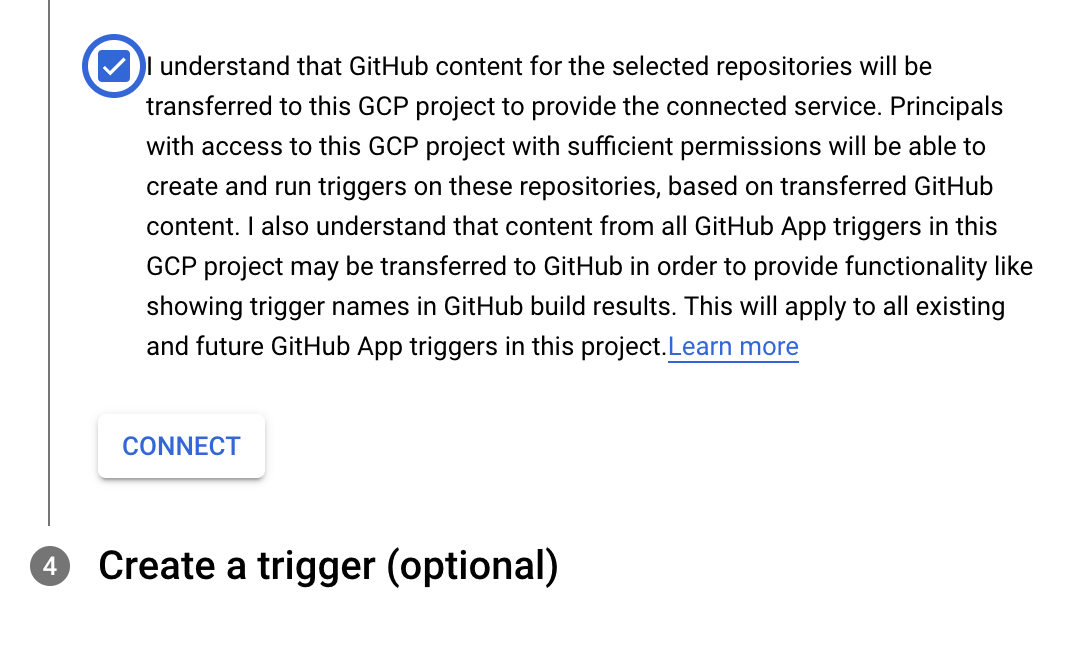 I understand that GitHub content for the selected repositories will be
transferred to this GCP project to provide the connected service. Principals
with access to this GCP project with sufficient permissions will be able to
create and run triggers on these repositories, based on transferred GitHub
content. I also understand that content from all GitHub App triggers in this
GCP project may be transferred to GitHub in order to provide functionality like
showing trigger names in GitHub build results. This will apply to all existing
and future GitHub App triggers in this project.Learn more
CONNECT
4 Create a trigger (optional)